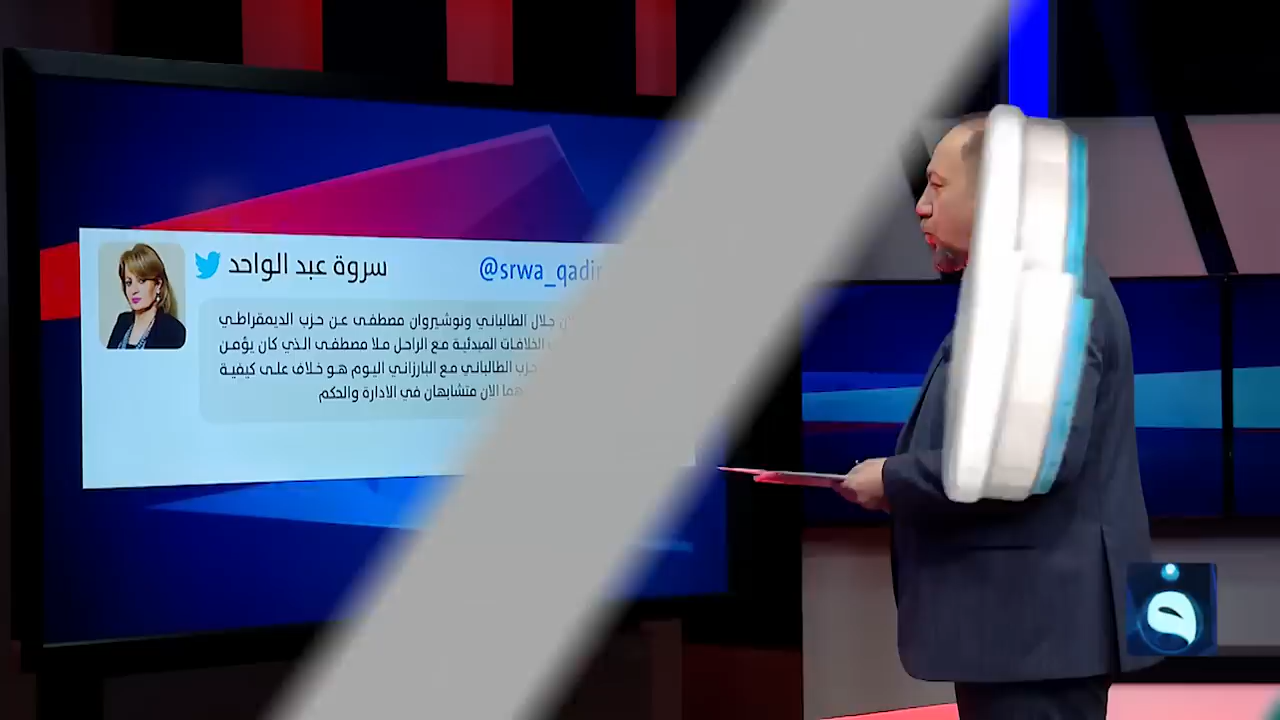 سروة عبد الواحد
@srwa_qadir
جلال الطالباني ونوشيروان مصطفى عن حزب الديمقراطي
الخلافات المبدئية مع الراحل ملا مصطفى الذي كان يؤمن
حزب الطالباني مع البارزاني اليوم هو خلاف على كيفية
هما الان متشابهان في الادارة والحكم